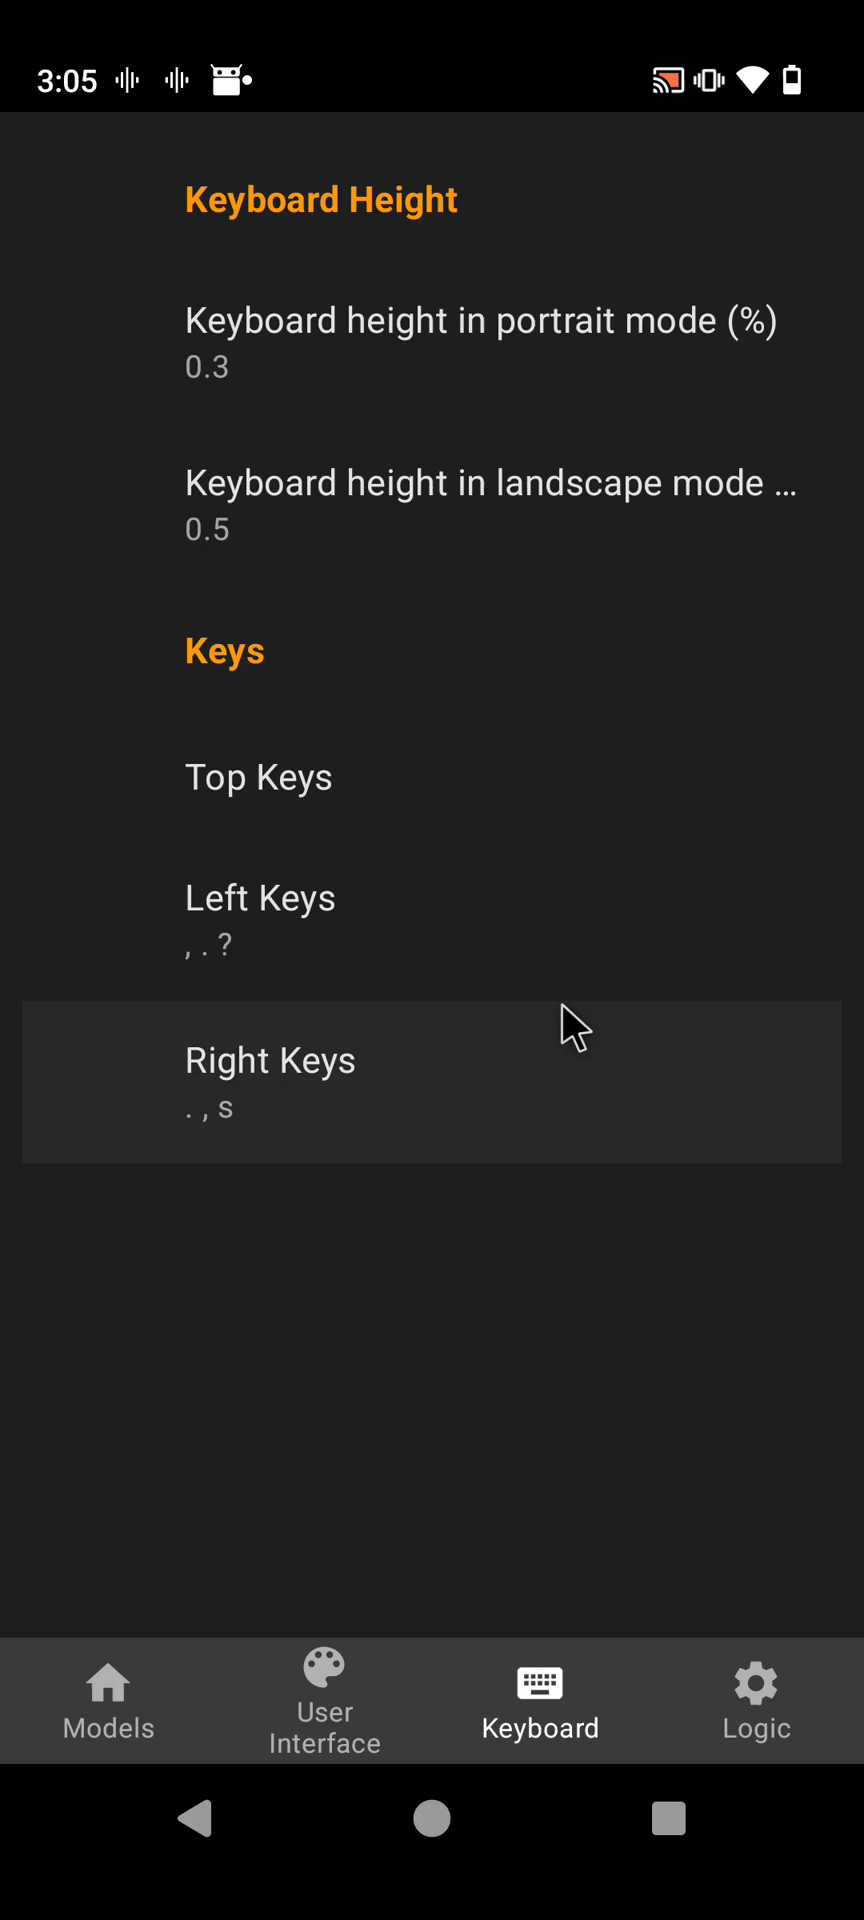 3:05
Keyboard Height
Keyboard height in portrait mode (%)
0.3
Keyboard height in landscape mode ...
0.5
Keys
Top Keys
Left Keys
, . ?
Right Keys
. , s
Models
User
Interface
Keyboard
Logic